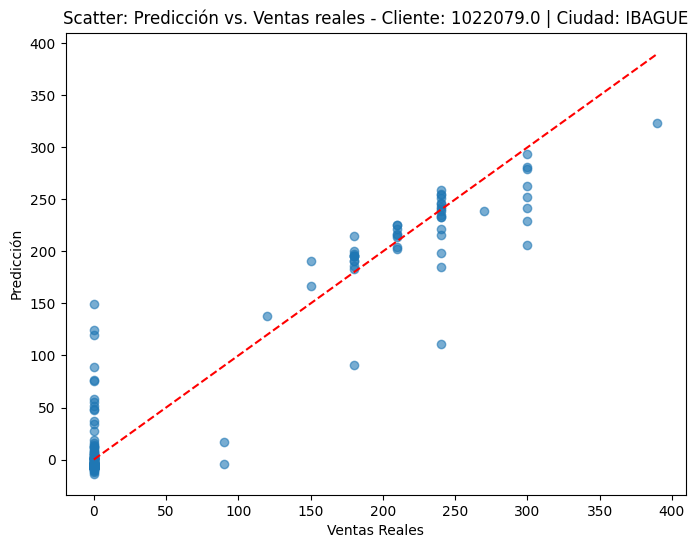 Scatter: Predicción vs. Ventas reales - Cliente: 1022079.0 | Ciudad: IBAGUE
400
350
300
250
200
150
100
50
0
Predicción
0 50 100 150 200 250 300 350 400
Ventas Reales